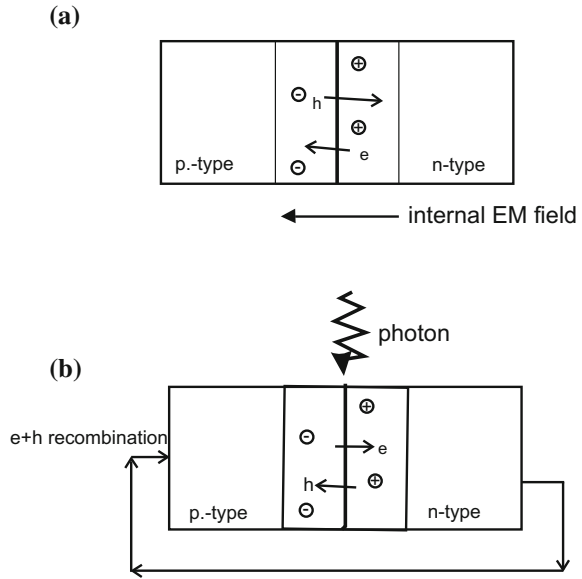 (a)
⊕
⊖
h
⊕
e
⊖
p.-type
n-type
internal EM field
photon
(b)
⊕
e+h recombination
⊖
e
h
⊕
⊖
p.-type
n-type